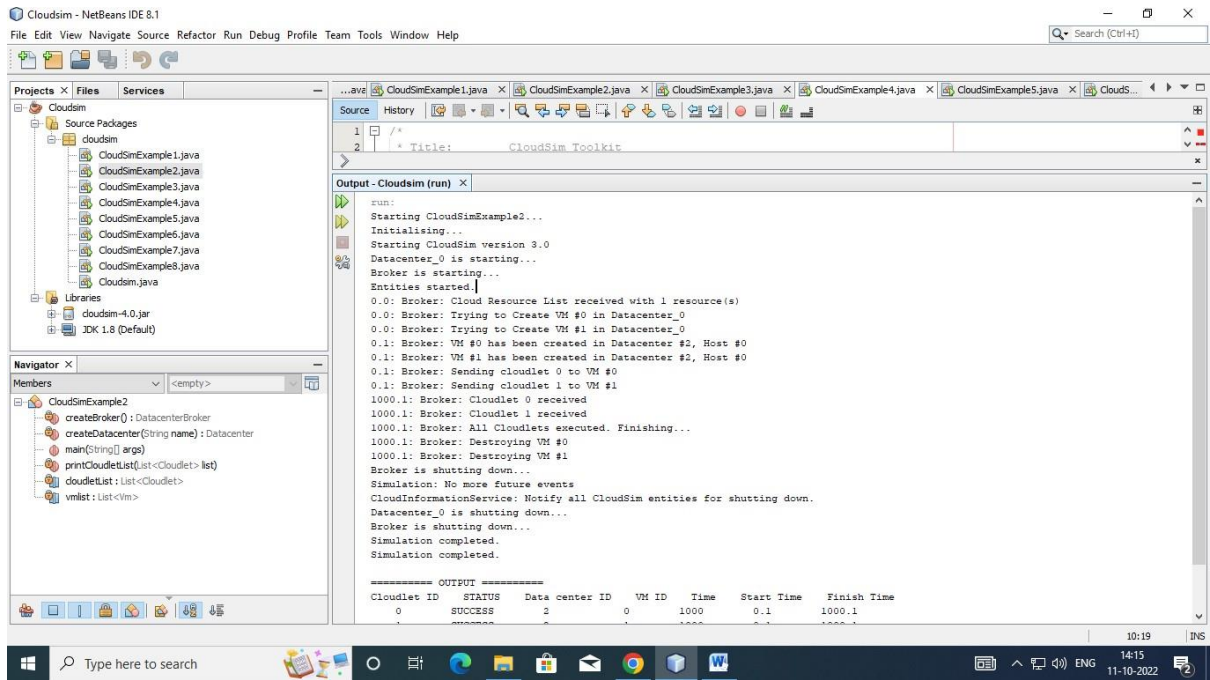 Cloudsim - NetBeans IDE 8.1
File Edit View Navigate Source Refactor Run Debug Profile Team Tools Window Help
Search (Ctrl+I)
Projects Files Services
Cloudsim
Source Packages
cloudsim
CloudSimExample1.java
CloudSimExample2.java
CloudSimExample3.java
CloudSimExample4.java
CloudSimExample5.java
CloudSimExample6.java
CloudSimExample7.java
CloudSimExample8.java
Cloudsim.java
Libraries
cloudsim-4.0.jar
JDK 1.8 (Default)
Navigator
Members <empty>
CloudSimExample2
createBroker() : DatacenterBroker
createDatacenter(String name) : Datacenter
main(String[] args)
printCloudletList(List<Cloudlet> list)
cloudletList : List<Cloudlet>
vmlist : List<Vm>
...ava CloudSimExample1.java CloudSimExample2.java CloudSimExample3.java CloudSimExample4.java CloudSimExample5.java CloudS...
Source History
1 /*
2 * Title: CloudSim Toolkit
Output - Cloudsim (run)
run:
Starting CloudSimExample2...
Initialising...
Starting CloudSim version 3.0
Datacenter_0 is starting...
Broker is starting...
Entities started.
0.0: Broker: Cloud Resource List received with 1 resource(s)
0.0: Broker: Trying to Create VM #0 in Datacenter_0
0.0: Broker: Trying to Create VM #1 in Datacenter_0
0.1: Broker: VM #0 has been created in Datacenter #2, Host #0
0.1: Broker: VM #1 has been created in Datacenter #2, Host #0
0.1: Broker: Sending cloudlet 0 to VM #0
0.1: Broker: Sending cloudlet 1 to VM #1
1000.1: Broker: Cloudlet 0 received
1000.1: Broker: Cloudlet 1 received
1000.1: Broker: All Cloudlets executed. Finishing...
1000.1: Broker: Destroying VM #0
1000.1: Broker: Destroying VM #1
Broker is shutting down...
Simulation: No more future events
CloudInformationService: Notify all CloudSim entities for shutting down.
Datacenter_0 is shutting down...
Broker is shutting down...
Simulation completed.
Simulation completed.
========== OUTPUT ==========
Cloudlet ID STATUS Data center ID VM ID Time Start Time Finish Time
0 SUCCESS 2 0 1000 0.1 1000.1
10:19 INS
Type here to search
ENG
14:15
11-10-2022
2